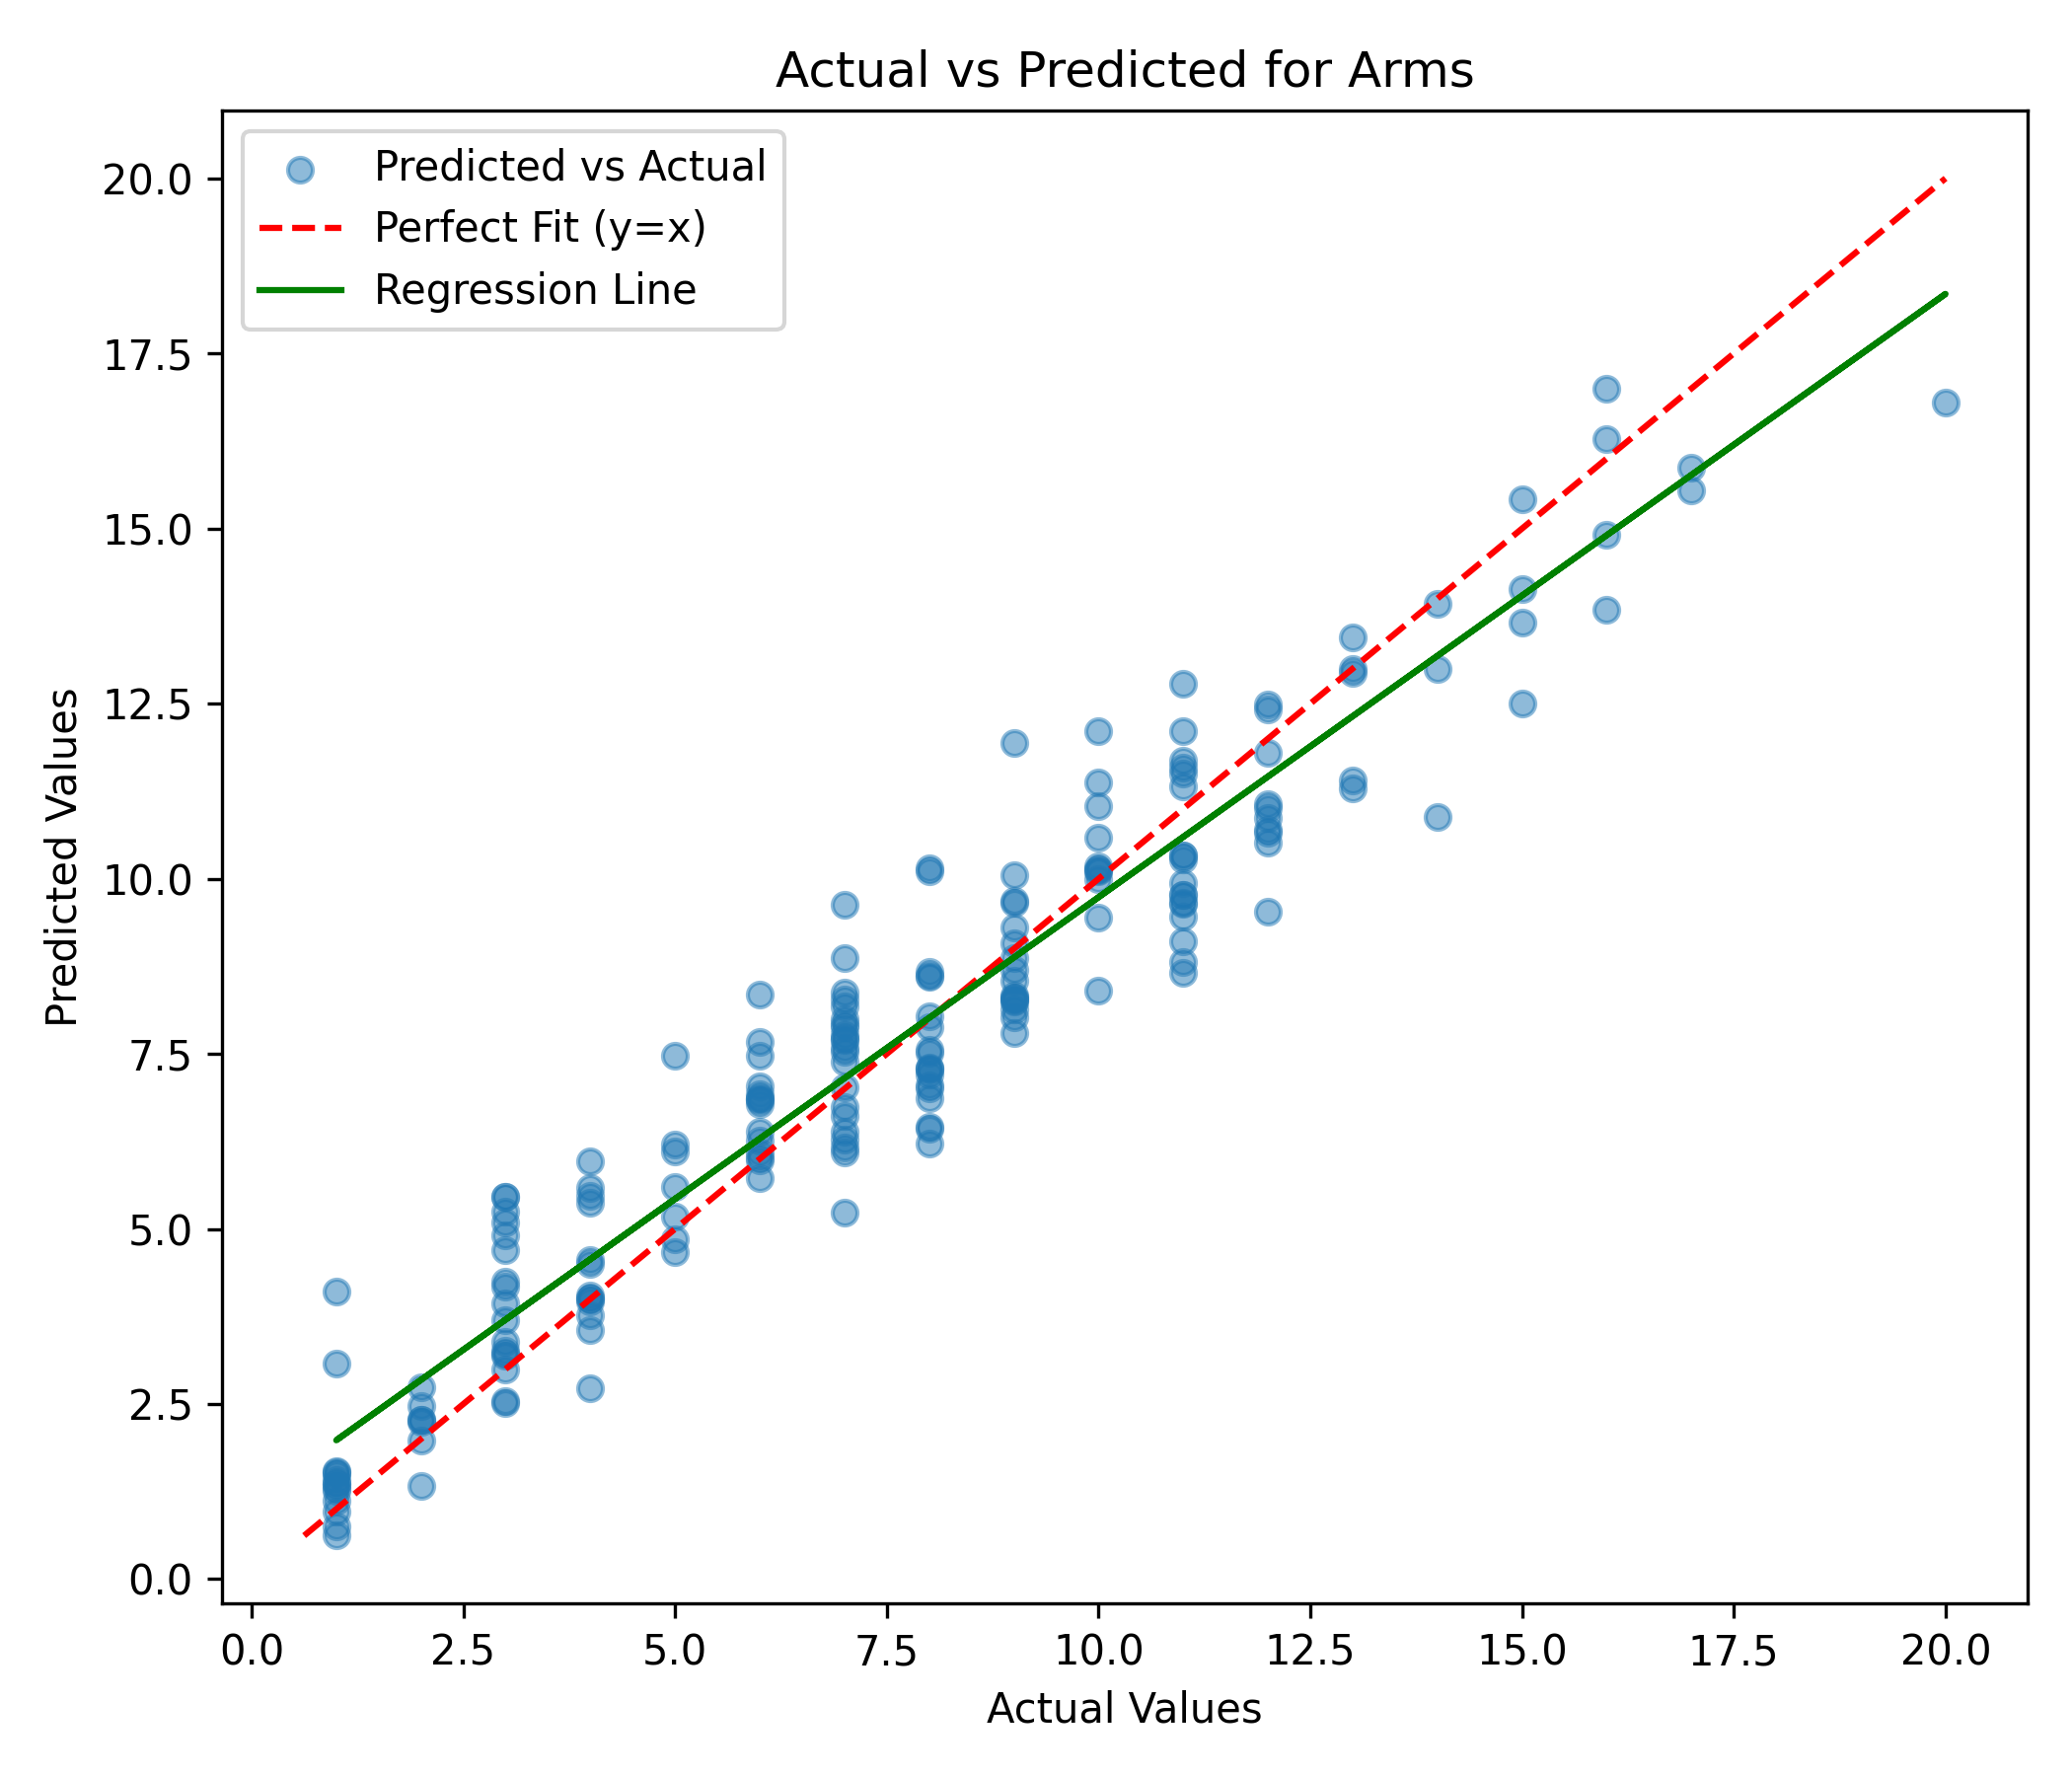 Actual vs Predicted for Arms
Predicted vs Actual
Perfect Fit (y=x)
Regression Line
Predicted Values
20.0
17.5
15.0
12.5
10.0
7.5
5.0
2.5
0.0
0.0 2.5 5.0 7.5 10.0 12.5 15.0 17.5 20.0
Actual Values